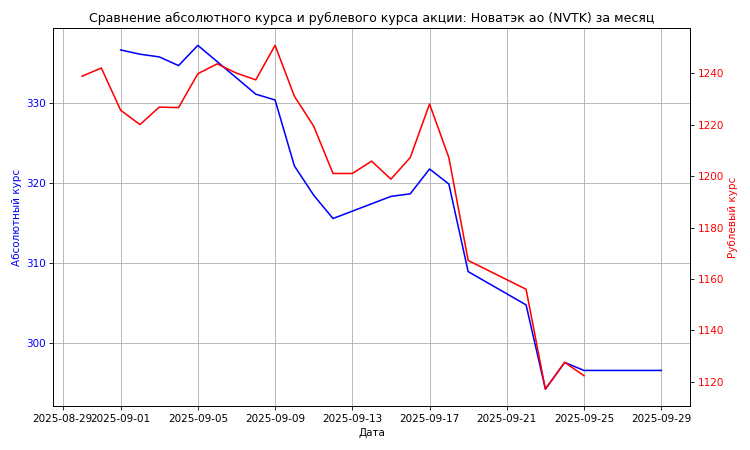 Сравнение абсолютного курса и рублевого курса акции: Новатэк ао (NVTK) за месяц
Абсолютный курс
330
320
310
300
1240
1220
1200
1180
1160
1140
1120
Рублевый курс
2025-08-29 2025-09-01 2025-09-05 2025-09-09 2025-09-13 2025-09-17 2025-09-21 2025-09-25 2025-09-29
Дата